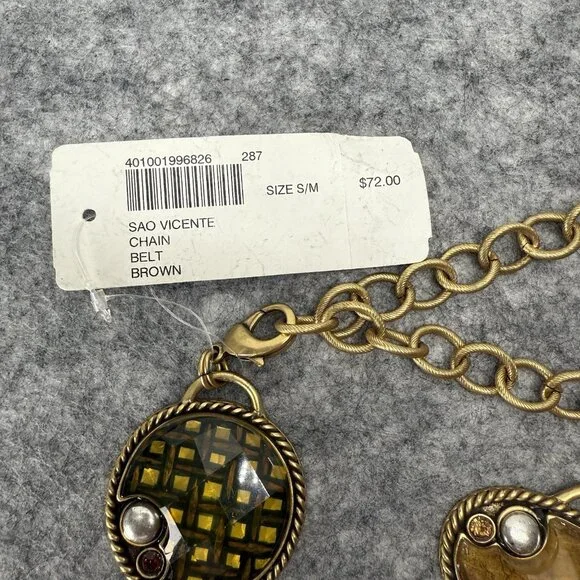 401001996826 287
SIZE S/M $72.00
SAO VICENTE
CHAIN
BELT
BROWN